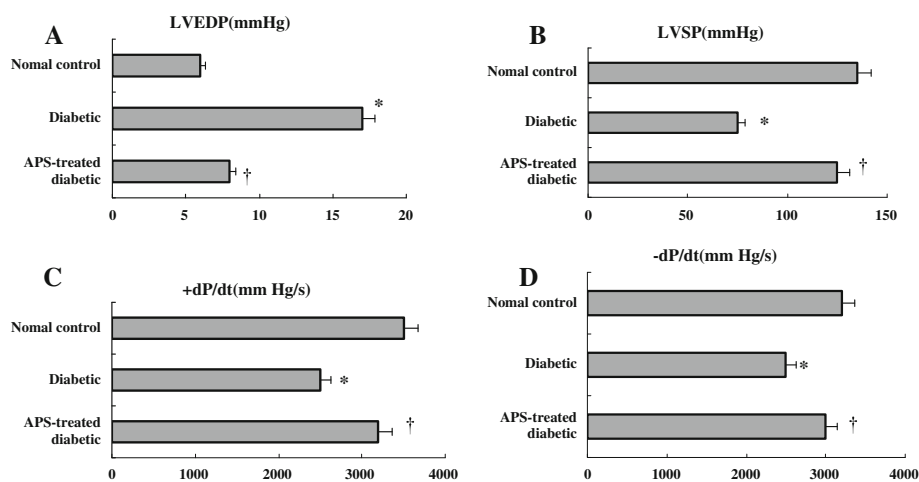 A
LVEDP(mmHg)
Nomal control
Diabetic
*
APS-treated
diabetic
†
0 5 10 15 20
B
LVSP(mmHg)
Nomal control
Diabetic
*
APS-treated
diabetic
†
0 50 100 150
C
+dP/dt(mm Hg/s)
Nomal control
Diabetic
*
APS-treated
diabetic
†
0 1000 2000 3000 4000
D
-dP/dt(mm Hg/s)
Nomal control
Diabetic
*
APS-treated
diabetic
†
0 1000 2000 3000 4000